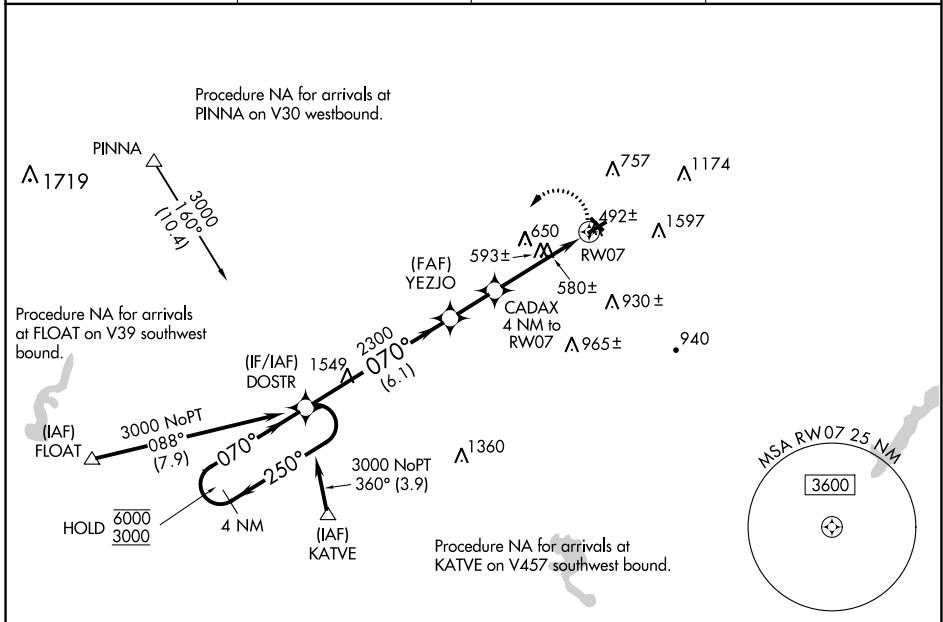 Procedure NA for arrivals at
PINNA on V30 westbound.
PINNA
1719
3000
160°
(10.4)
757
1174
492±
1597
650
593±
RW07
580±
(FAF)
YEZJO
CADAX
4 NM to
RW07
930±
965±
940
Procedure NA for arrivals
at FLOAT on V39 southwest
bound.
2300
070°
(6.1)
1549
(IF/IAF)
DOSTR
3000 NoPT
088°
(7.9)
(IAF)
FLOAT
070°
250°
1360
3000 NoPT
360° (3.9)
HOLD 6000
3000
4 NM
(IAF)
KATVE
Procedure NA for arrivals at
KATVE on V457 southwest bound.
MSA RW07 25 NM
3600